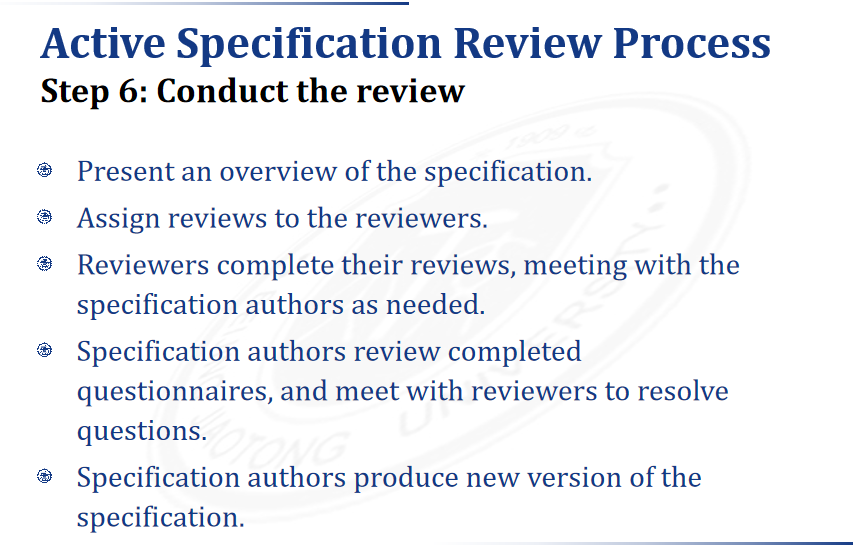 Active Specification Review Process
Step 6: Conduct the review
Present an overview of the specification.
Assign reviews to the reviewers.
Reviewers complete their reviews, meeting with the
specification authors as needed.
Specification authors review completed
questionnaires, and meet with reviewers to resolve
questions.
Specification authors produce new version of the
specification.
UNIVERSITY